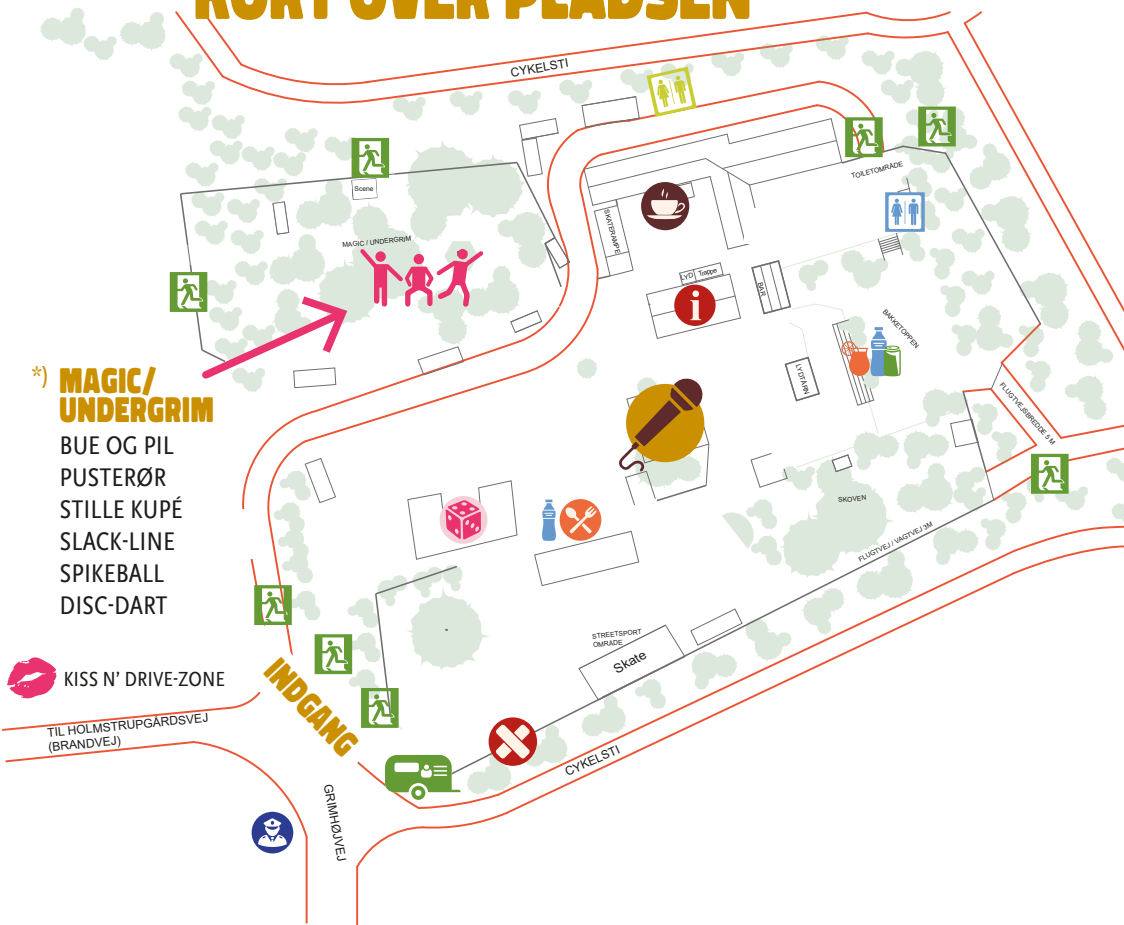 KORT OVER PLADSEN
CYKELSTI
TOILETOMRÅDE
Scene
MAGIC / UNDERGRIM
SKATERAMPE
LYD
Trappe
BAR
i
BAKKETOPPEN
LYDTÅRN
FLUGTVEJSBREDDE 5 M
*) MAGIC/
UNDERGRIM
BUE OG PIL
PUSTERØR
STILLE KUPÉ
SLACK-LINE
SPIKEBALL
DISC-DART
SKOVEN
FLUGTVEJ / VAGTVEJ 3M
STREETSPORT
OMRÅDE
Skate
KISS N' DRIVE-ZONE
INDGANG
TIL HOLMSTRUPGÅRDSVEJ
(BRANDVEJ)
CYKELSTI
GRIMHØJVEJ